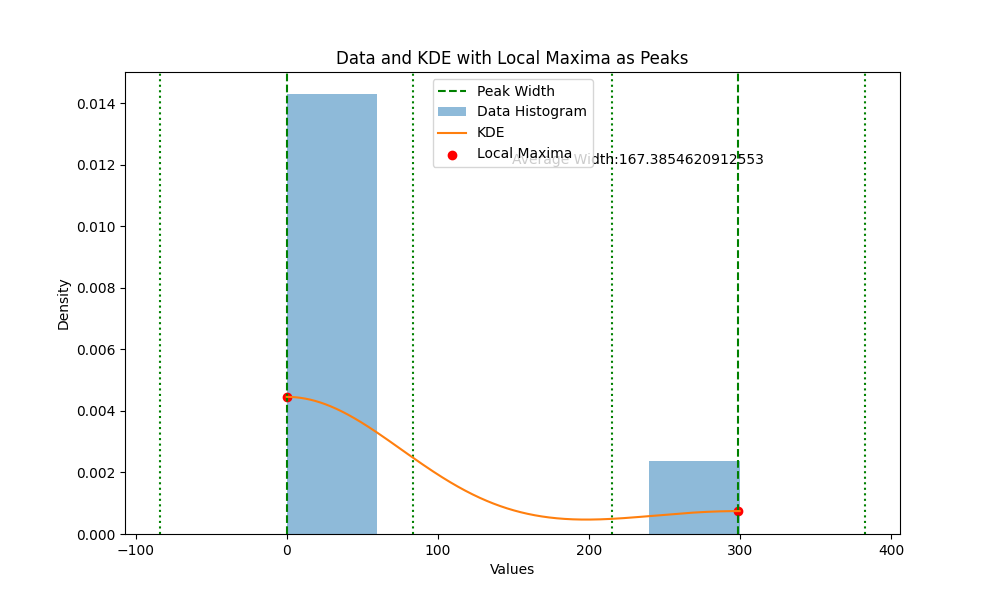 Data and KDE with Local Maxima as Peaks
Peak Width
Data Histogram
KDE
Local Maxima
Average Width:167.3854620912553
Density
0.014
0.012
0.010
0.008
0.006
0.004
0.002
0.000
−100
0
100
200
300
400
Values